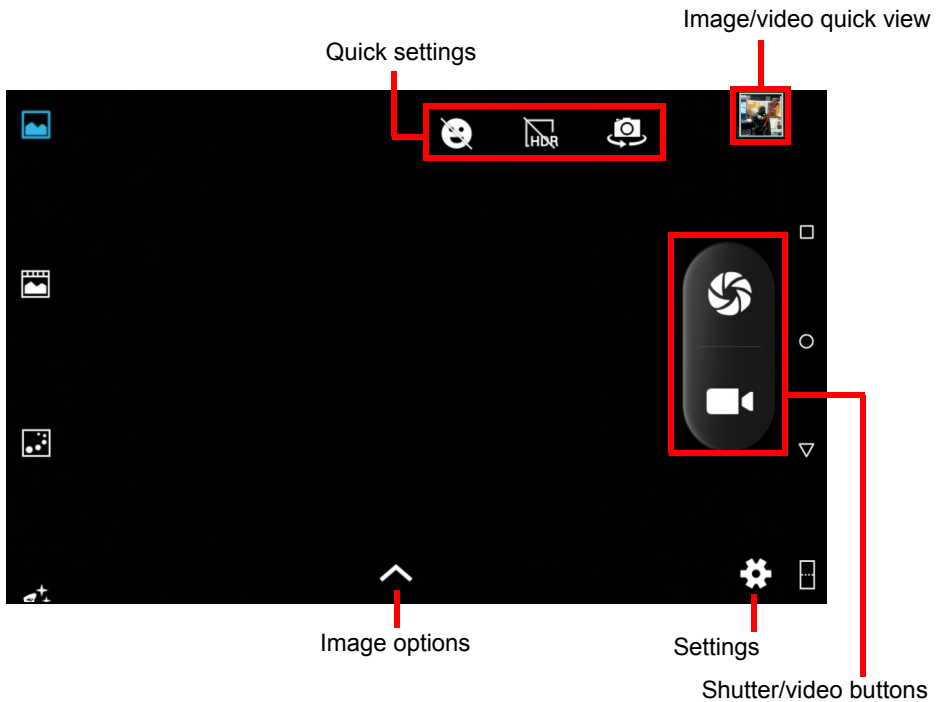 Image/video quick view
Quick settings
HDR
Image options
Settings
Shutter/video buttons